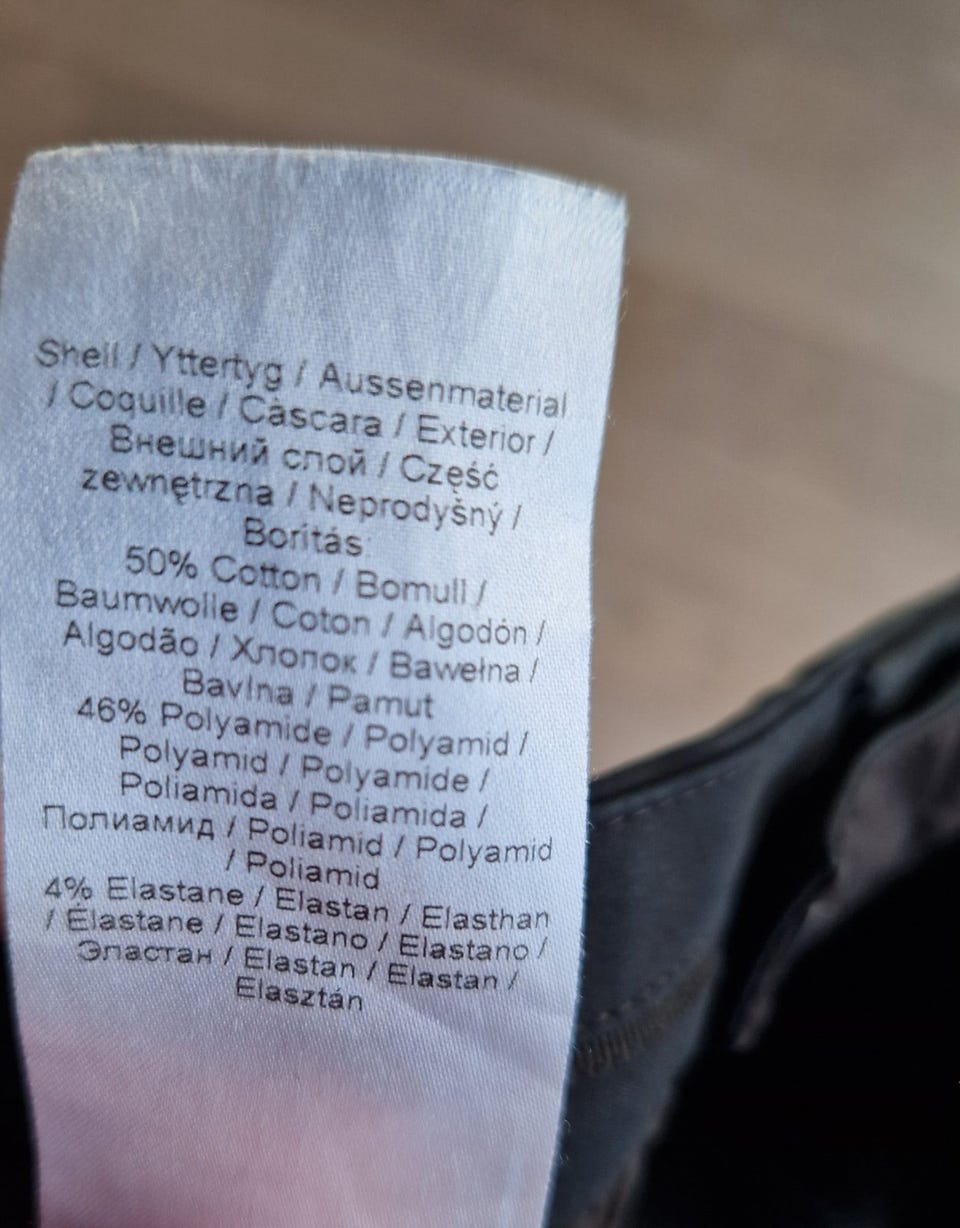 Shell / Yttertyg / Aussenmaterial
/ Coquille / Càscara / Exterior /
Внешний слой / Część
zewnętrzna / Neprodyšný /
Borítás:
50% Cotton / Bomull /
Baumwolle / Coton / Algodón /
Algodão / Хлопок / Bawełna /
Bavlna / Pamut
46% Polyamide / Polyamid /
Polyamid / Polyamide /
Poliamida / Poliamida /
Полиамид / Poliamid / Polyamid
/ Poliamid
4% Elastane / Elastan / Elasthan
/ Élastane / Elastano / Elastano /
Эластан / Elastan / Elastan /
Elasztán